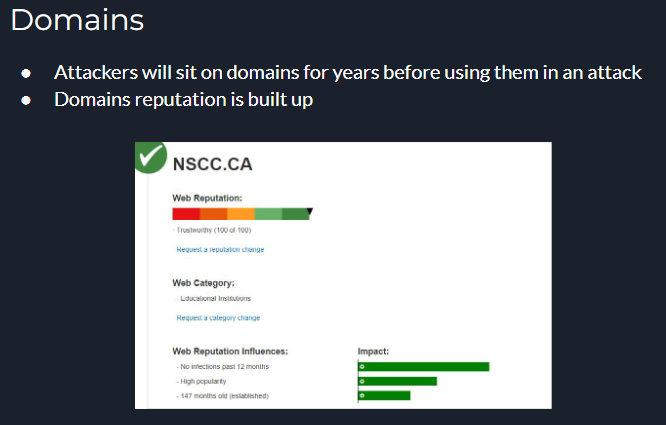 Domains
● Attackers will sit on domains for years before using them in an attack
● Domains reputation is built up
NSCC.CA
Web Reputation:
- Trustworthy (100 of 100)
Request a reputation change
Web Category:
- Educational Institutions
Request a category change
Web Reputation Influences: Impact:
- No infections past 12 months
- High popularity
- 147 months old (established)